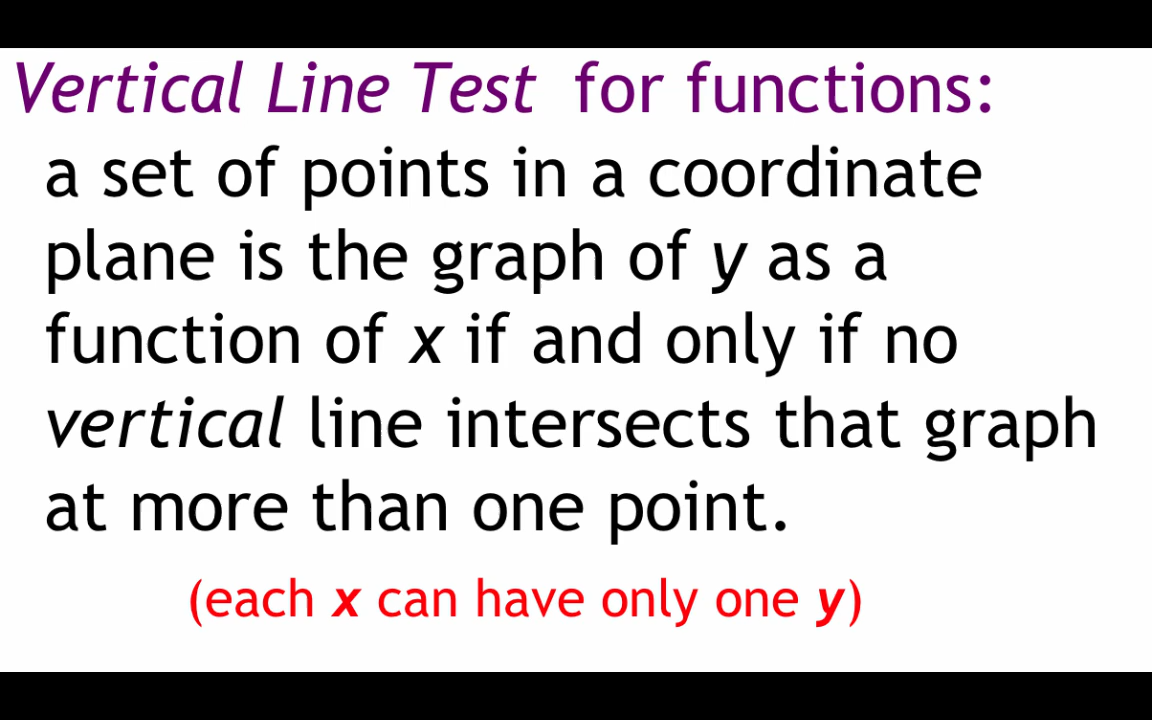 Vertical Line Test for functions:
a set of points in a coordinate
plane is the graph of y as a
function of x if and only if no
vertical line intersects that graph
at more than one point.
(each x can have only one y)